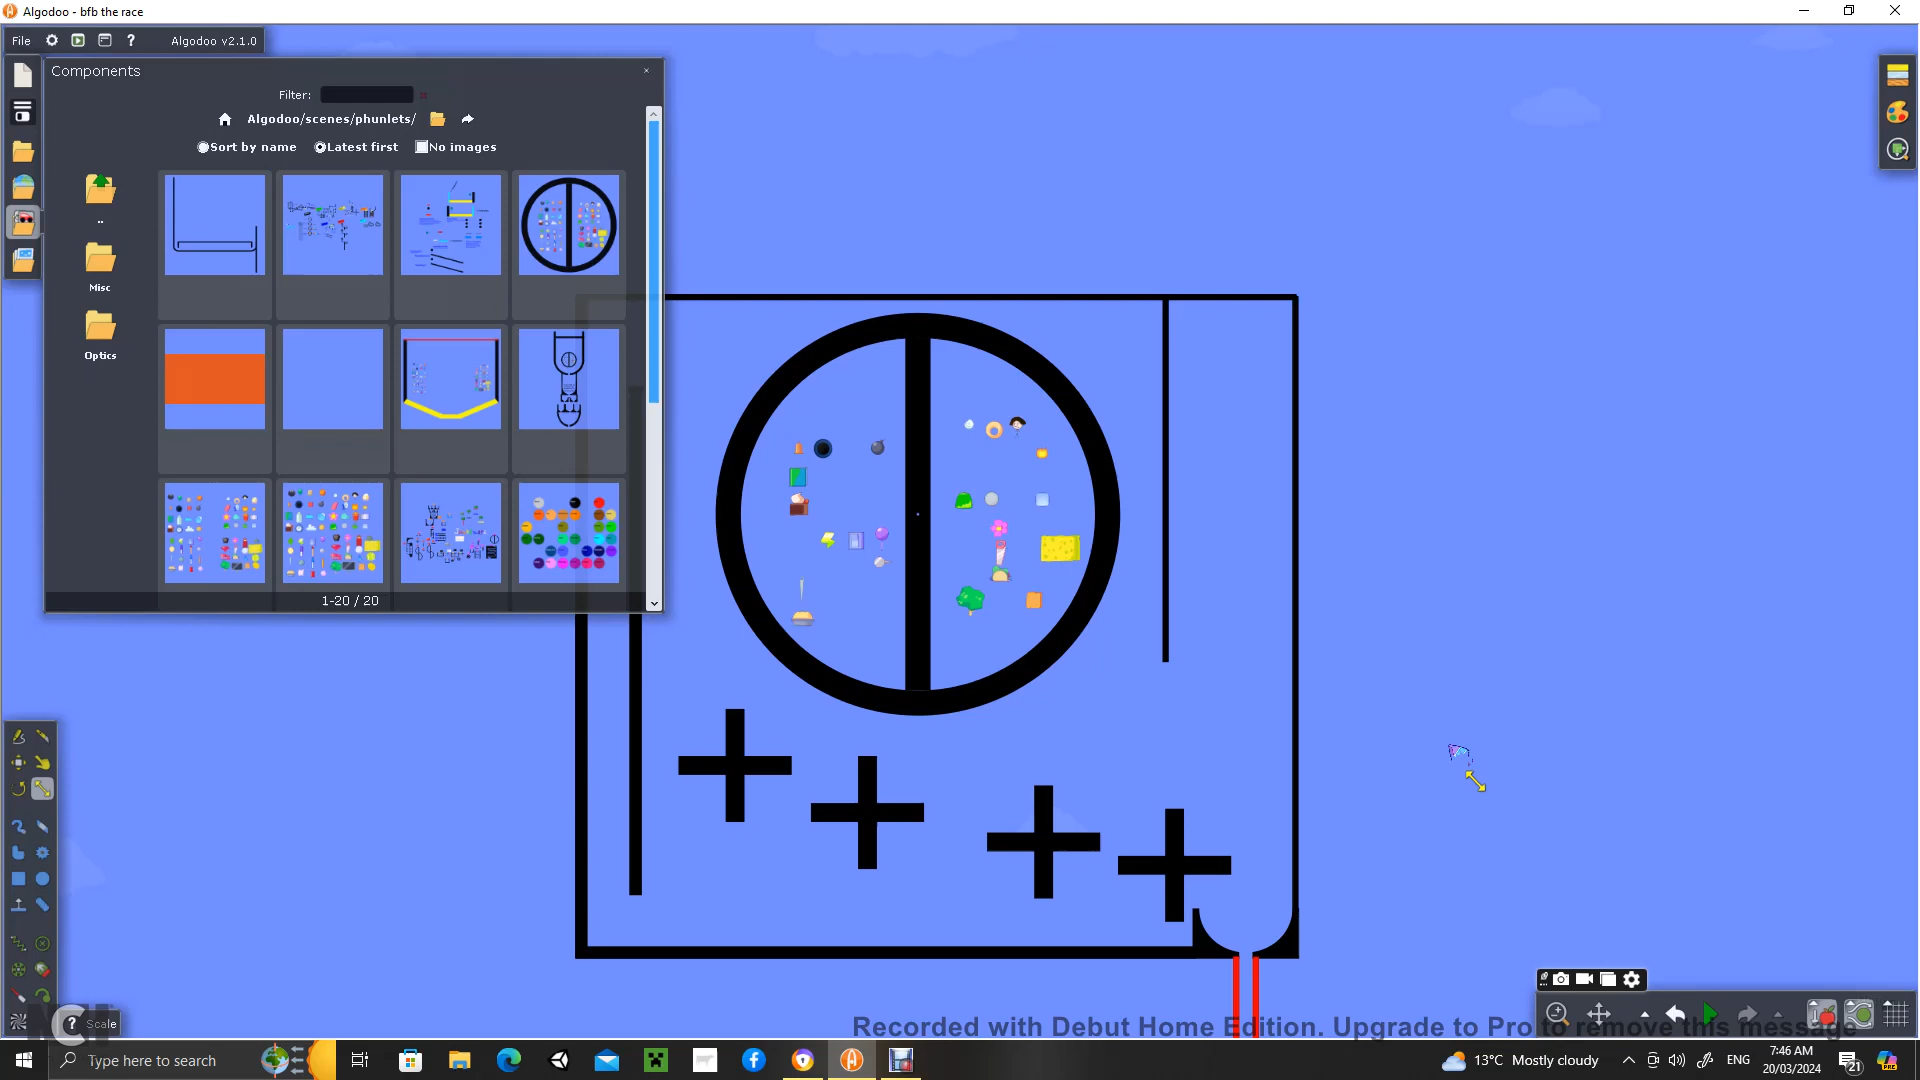 Algodoo - bfb the race
File
?
Algodoo v2.1.0
Components
Filter:
Algodoo/scenes/phunlets/
Sort by name
Latest first
No images
..
Misc
Optics
1-20 / 20
? Scale
Recorded with Debut Home Edition. Upgrade to Pro to remove this message
Type here to search
13°C Mostly cloudy
ENG
7:46 AM
20/03/2024
21